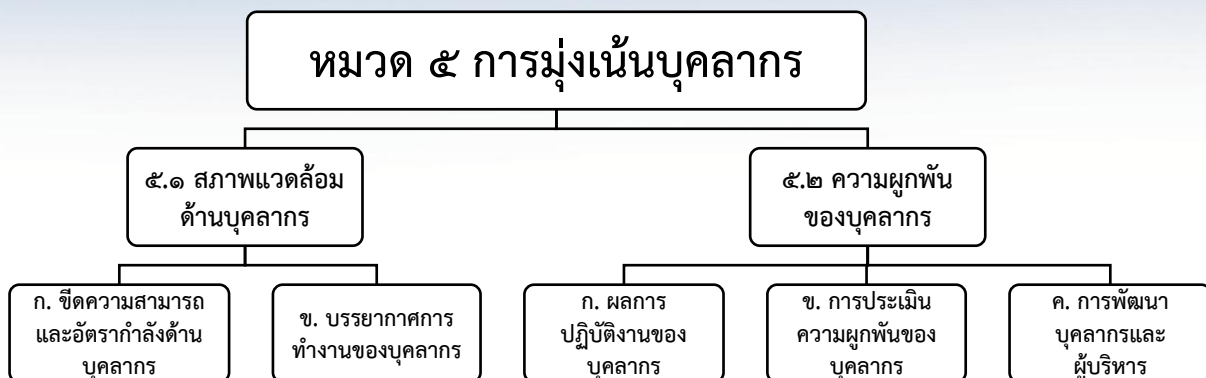 หมวด ๕ การมุ่งเน้นบุคลากร
๕.๑ สภาพแวดล้อม
ด้านบุคลากร
๕.๒ ความผูกพัน
ของบุคลากร
ก. ขีดความสามารถ
และอัตรากำลังด้าน
บุคลากร
ข. บรรยากาศการ
ทำงานของบุคลากร
ก. ผลการ
ปฏิบัติงานของ
บุคลากร
ข. การประเมิน
ความผูกพันของ
บุคลากร
ค. การพัฒนา
บุคลากรและ
ผู้บริหาร